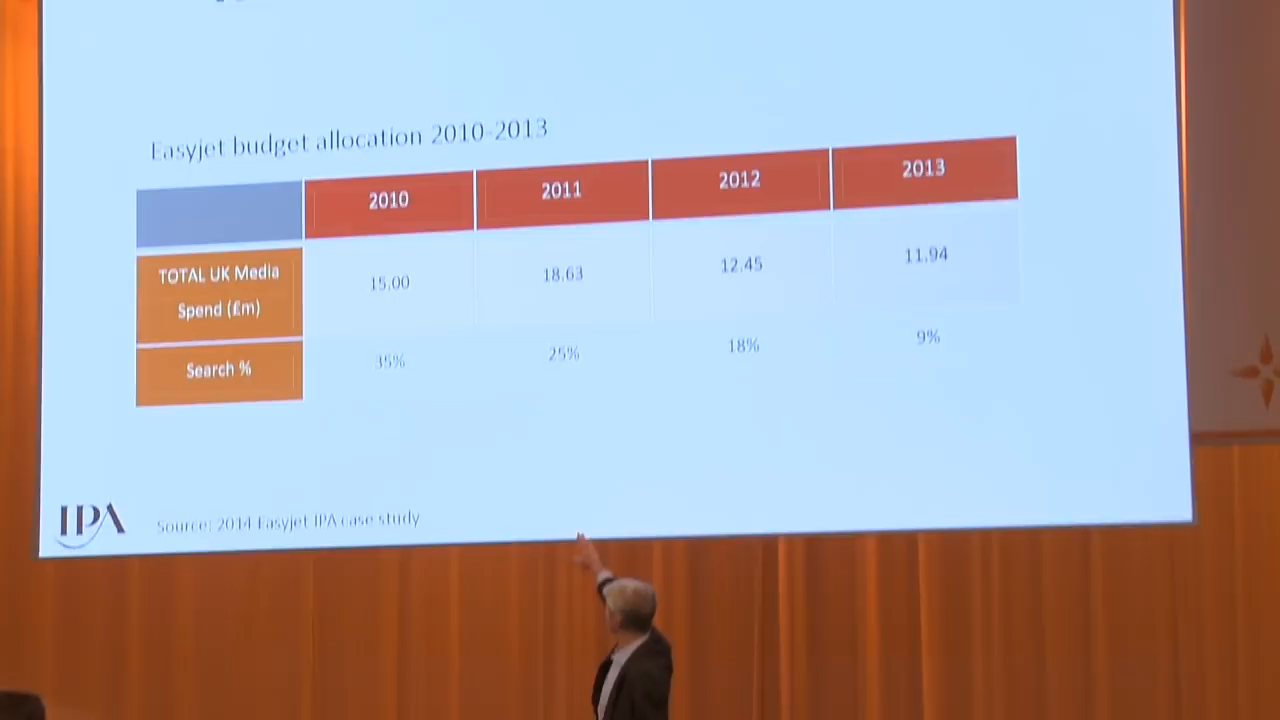 Easyjet budget allocation 2010-2013
2010 2011 2012 2013
TOTAL UK Media
Spend (£m)
15.00 18.63 12.45 11.94
Search %
35% 25% 18% 9%
IPA
Source: 2014 Easyjet IPA case study